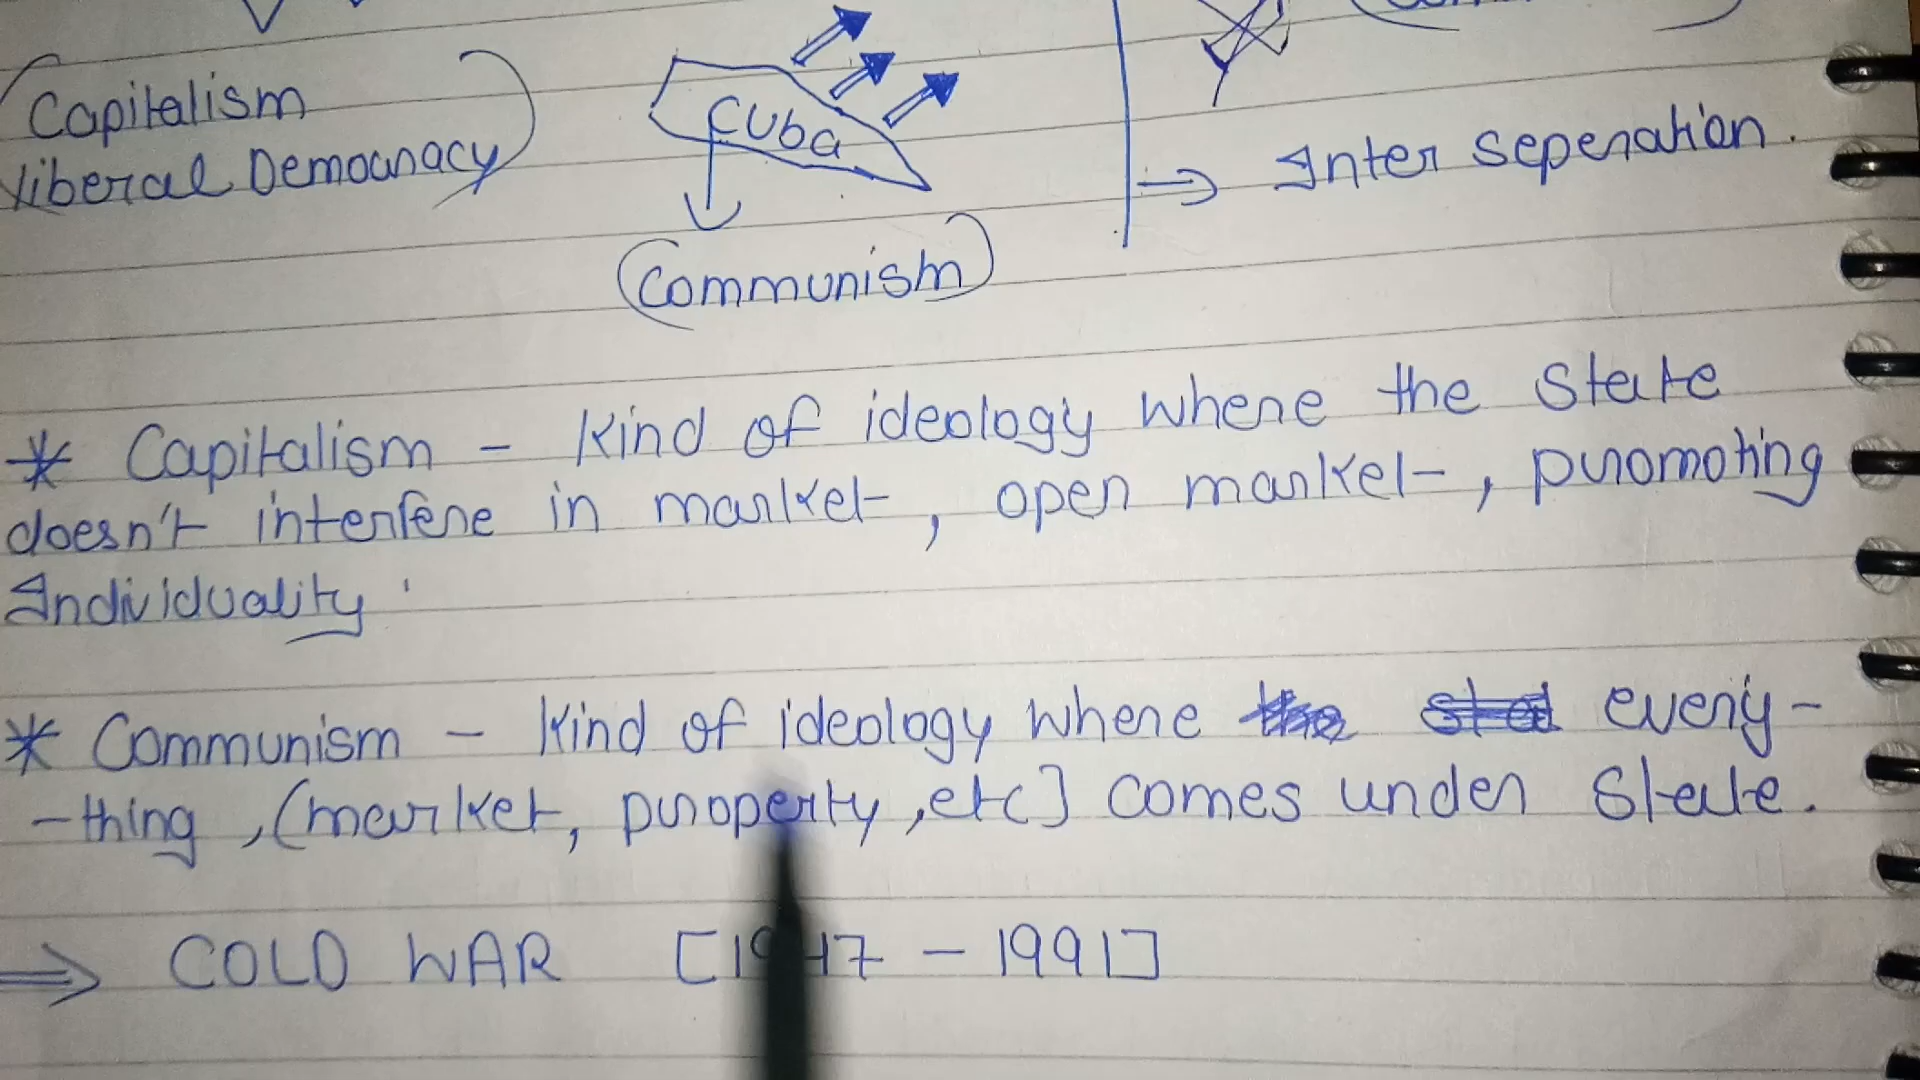 Capitalism
liberal Democracy
CUBA
Communism
=> Inter seperation.
* Capitalism - Kind of ideology where the state
doesn't interfere in market, open market, promoting
Individuality.
* Communism - Kind of ideology where the every-
-thing, (market, property, etc] comes under state.
=> COLD WAR [1947 - 1991]